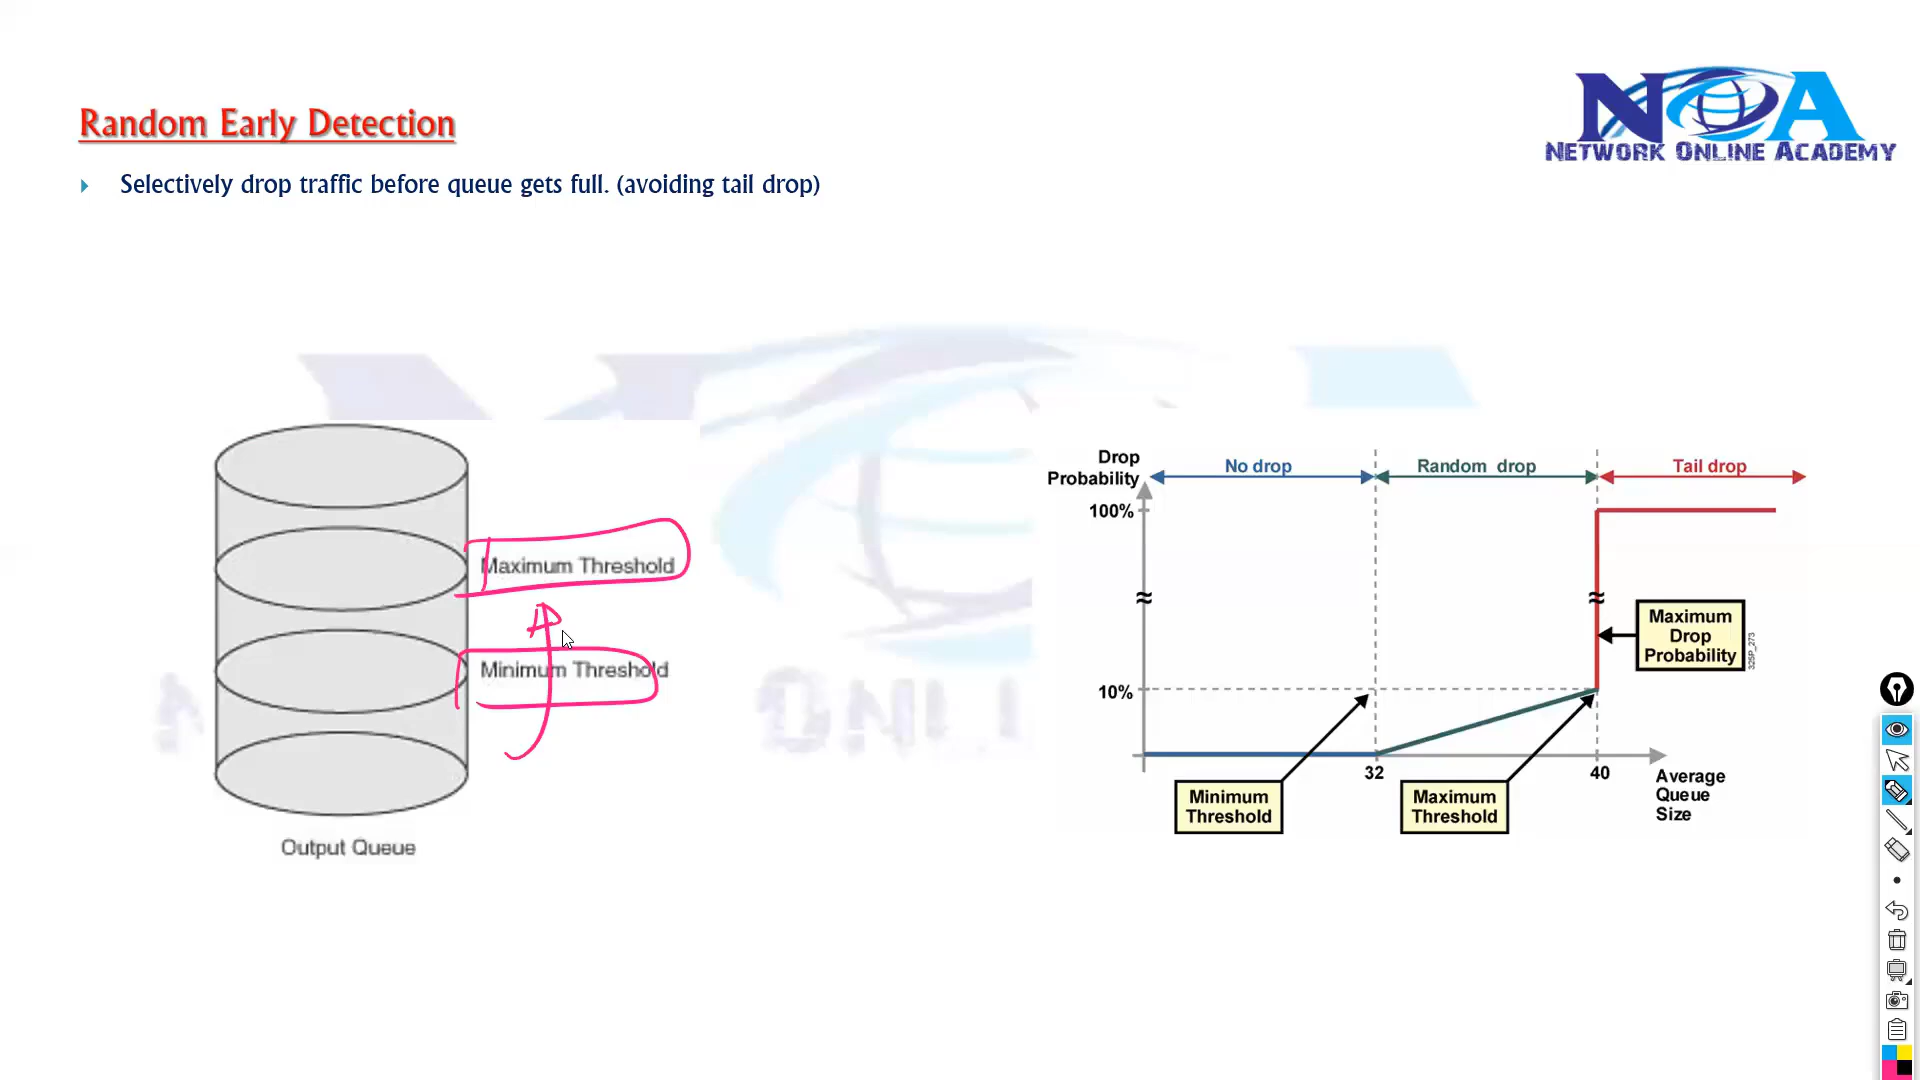 NOA
NETWORK ONLINE ACADEMY
Random Early Detection
Selectively drop traffic before queue gets full. (avoiding tail drop)
Maximum Threshold
Minimum Threshold
Output Queue
Drop
Probability
No drop
Random drop
Tail drop
100%
≈
≈
Maximum
Drop
Probability
325P_273
10%
32
40
Average
Queue
Size
Minimum
Threshold
Maximum
Threshold